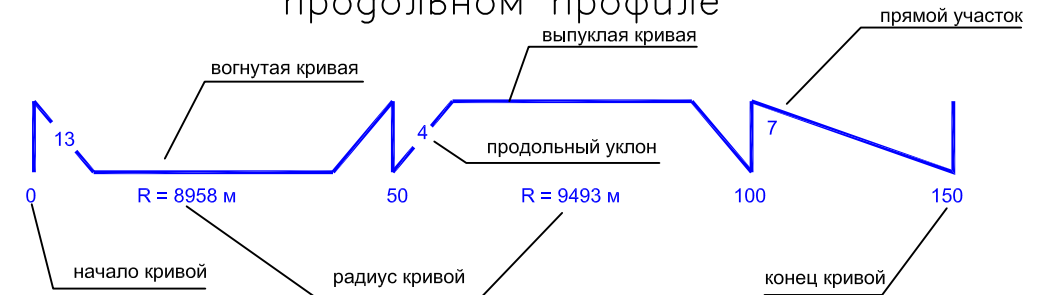 продольном профиле
прямой участок
выпуклая кривая
вогнутая кривая
13
4
7
продольный уклон
0
R = 8958 м
50
R = 9493 м
100
150
начало кривой
радиус кривой
конец кривой